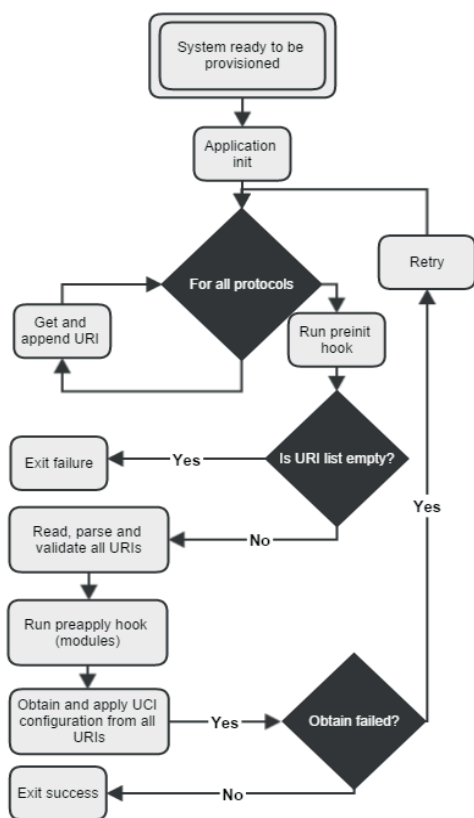 System ready to be
provisioned
Application
init
For all protocols
Retry
Get and
append URI
Run preinit
hook
Is URI list empty?
Yes
Exit failure
Yes
No
Read, parse and
validate all URIs
Run preapply hook
(modules)
Obtain and apply UCI
configuration from all
URIs
Yes
Obtain failed?
Exit success
No